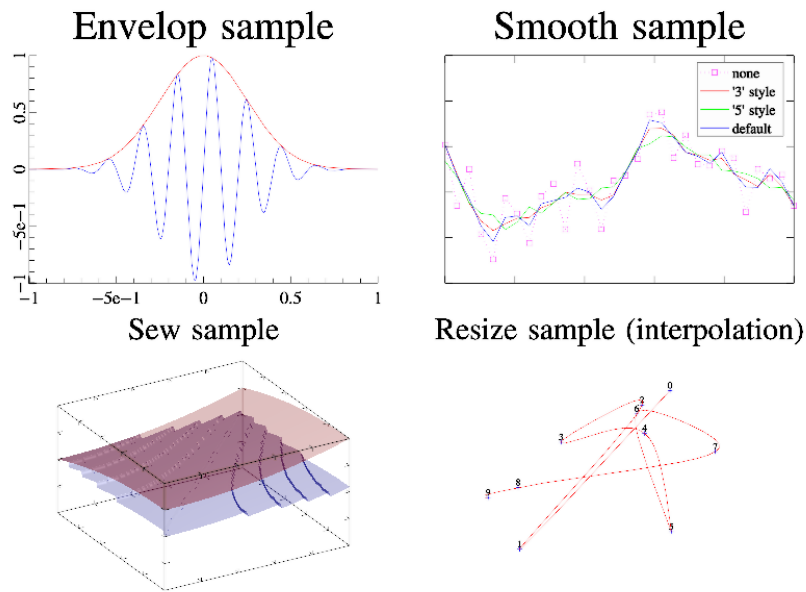 Envelop sample
1
0.5
0
−5e−1
−1
−1 −5e−1 0 0.5 1
Smooth sample
none
'3' style
'5' style
default
Sew sample
Resize sample (interpolation)
0
2
6
4
3
7
8
9
5
1